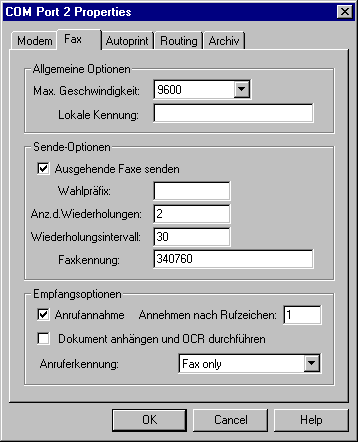 COM Port 2 Properties
Modem Fax Autoprint Routing Archiv
Allgemeine Optionen
Max. Geschwindigkeit: 9600
Lokale Kennung:
Sende-Optionen
Ausgehende Faxe senden
Wahlpräfix:
Anz.d.Wiederholungen: 2
Wiederholungsintervall: 30
Faxkennung: 340760
Empfangsoptionen
Anrufannahme Annehmen nach Rufzeichen: 1
Dokument anhängen und OCR durchführen
Anruferkennung: Fax only
OK Cancel Help